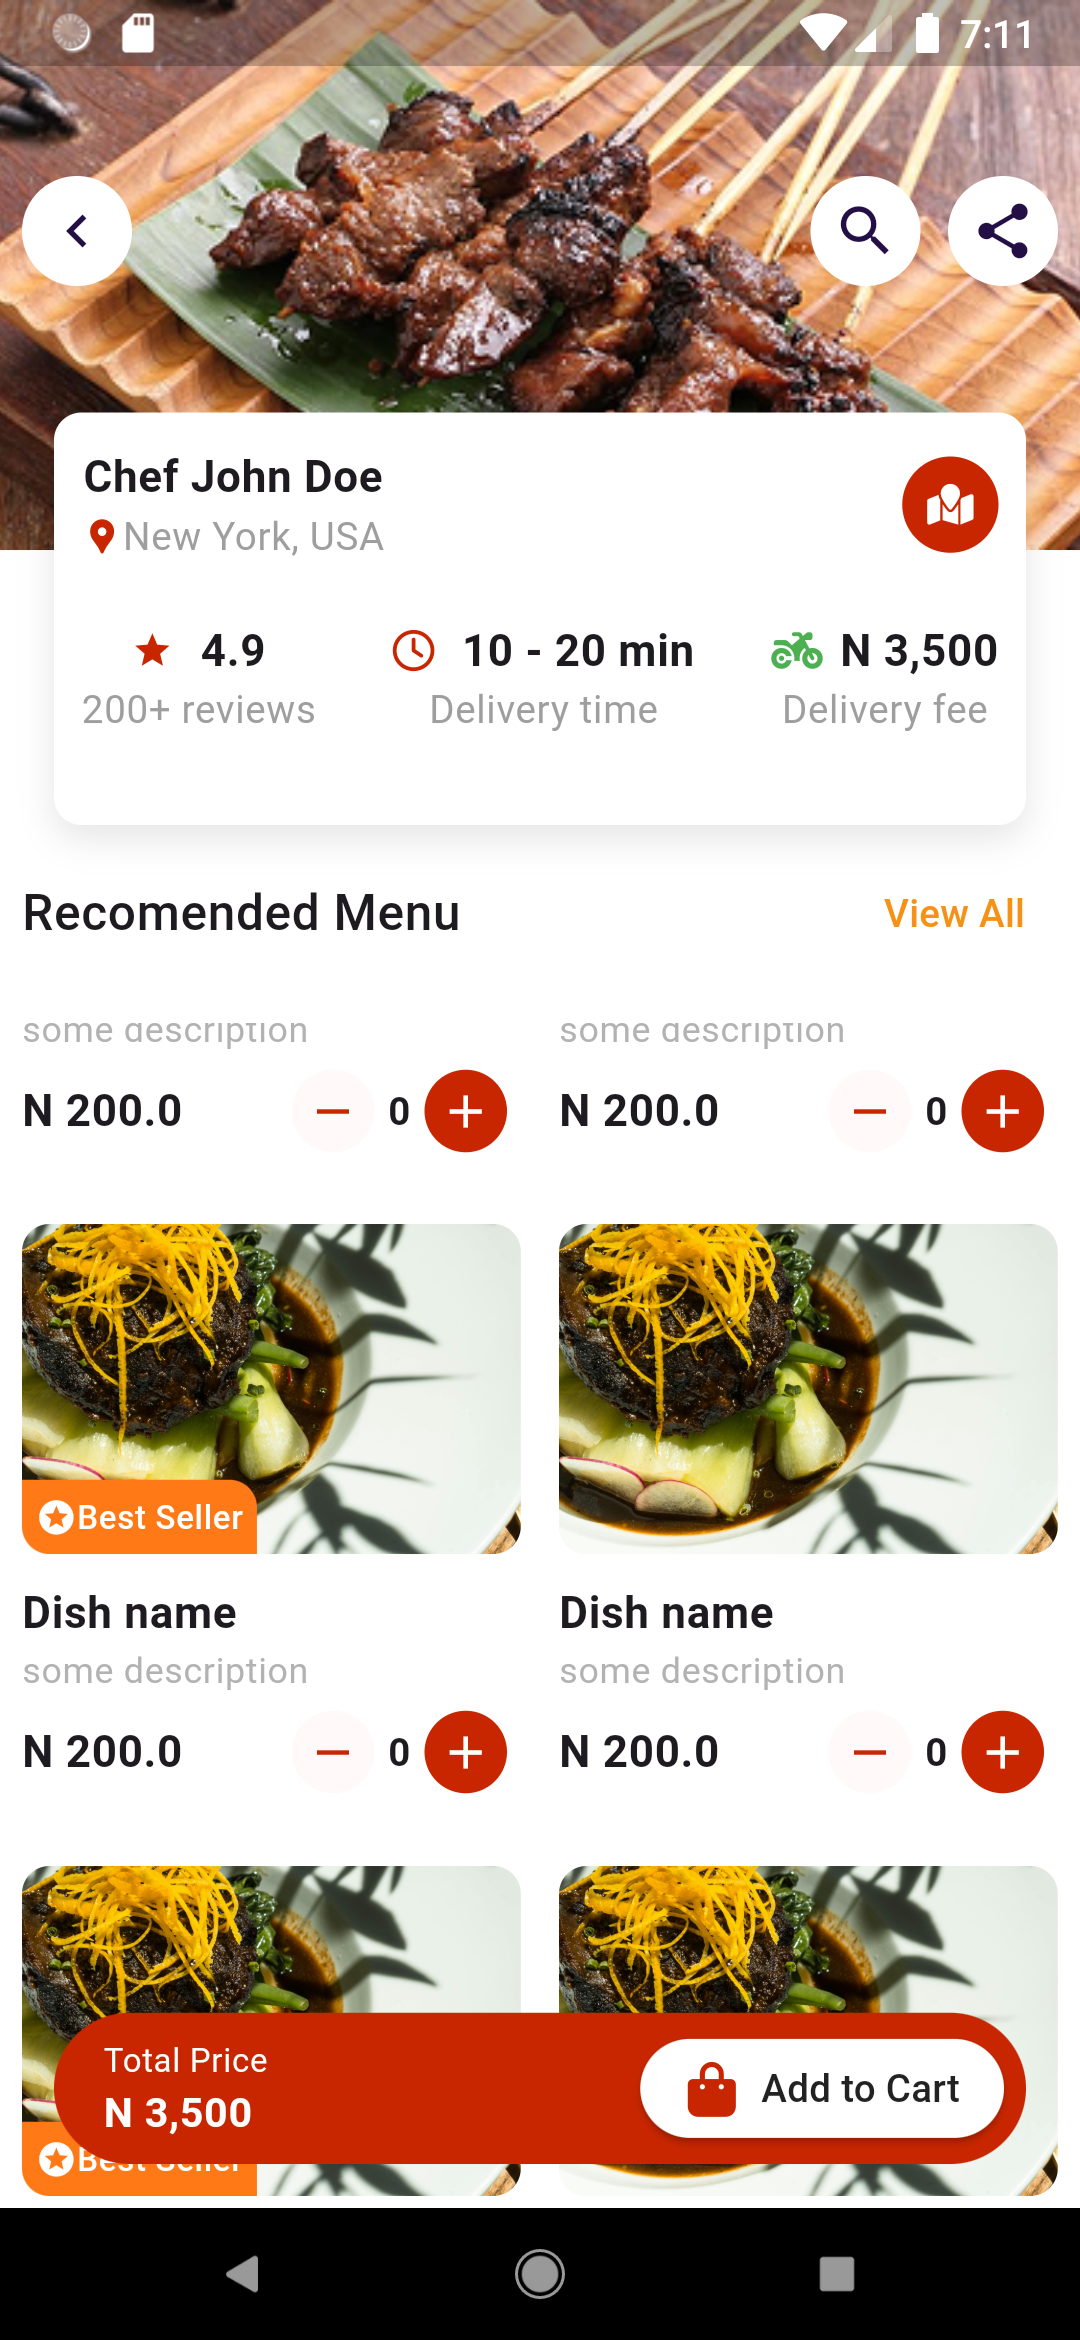 7:11
Chef John Doe
New York, USA
4.9
10 - 20 min
N 3,500
200+ reviews
Delivery time
Delivery fee
Recomended Menu
View All
some description
some description
N 200.0
0
N 200.0
0
Best Seller
Dish name
Dish name
some description
some description
N 200.0
0
N 200.0
0
Total Price
N 3,500
Add to Cart
Best Seller